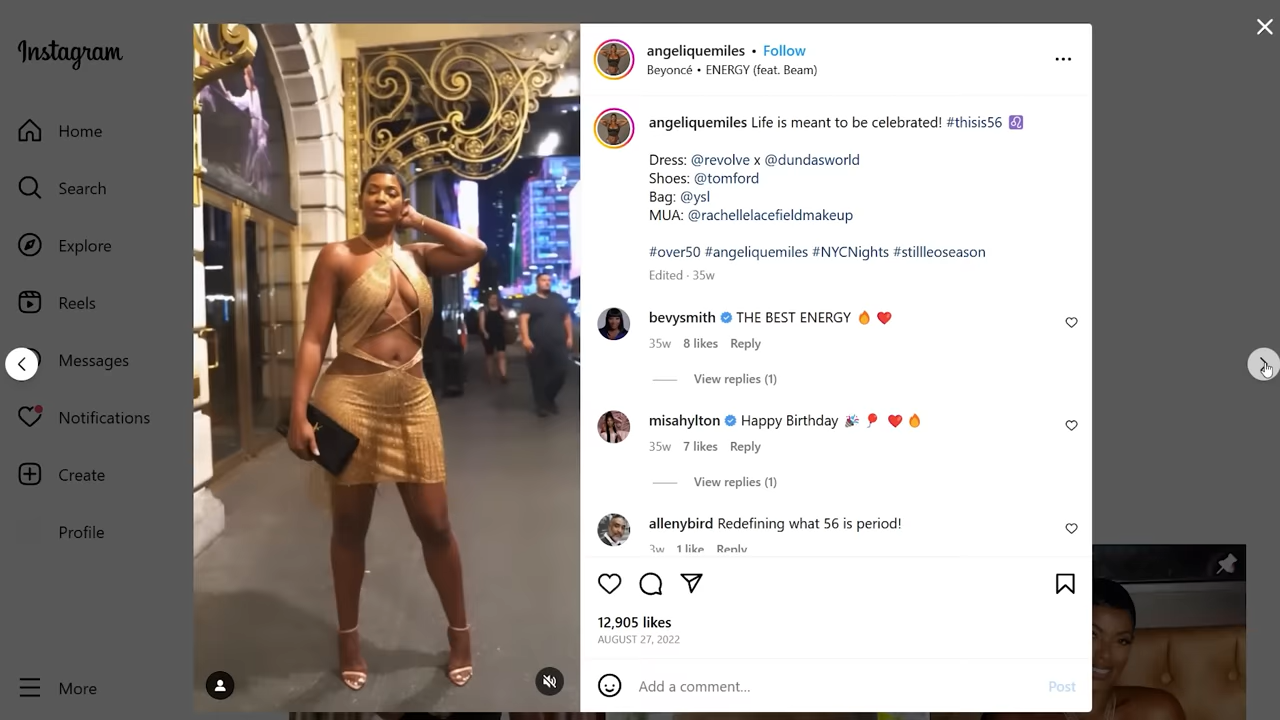 Instagram
Home
Search
Explore
Reels
Messages
Notifications
Create
Profile
More
angeliquemiles • Follow
Beyoncé • ENERGY (feat. Beam)
angeliquemiles Life is meant to be celebrated! #thisis56 ♌
Dress: @revolve x @dundasworld
Shoes: @tomford
Bag: @ysl
MUA: @rachellelacefieldmakeup
#over50 #angeliquemiles #NYCNights #stillleoseason
Edited · 35w
bevysmith THE BEST ENERGY 🔥 ❤️
35w 8 likes Reply
View replies (1)
misahylton Happy Birthday 🎉 🎈 ❤️ 🔥
35w 7 likes Reply
View replies (1)
allenybird Redefining what 56 is period!
3w 1 like Reply
12,905 likes
AUGUST 27, 2022
Add a comment... Post